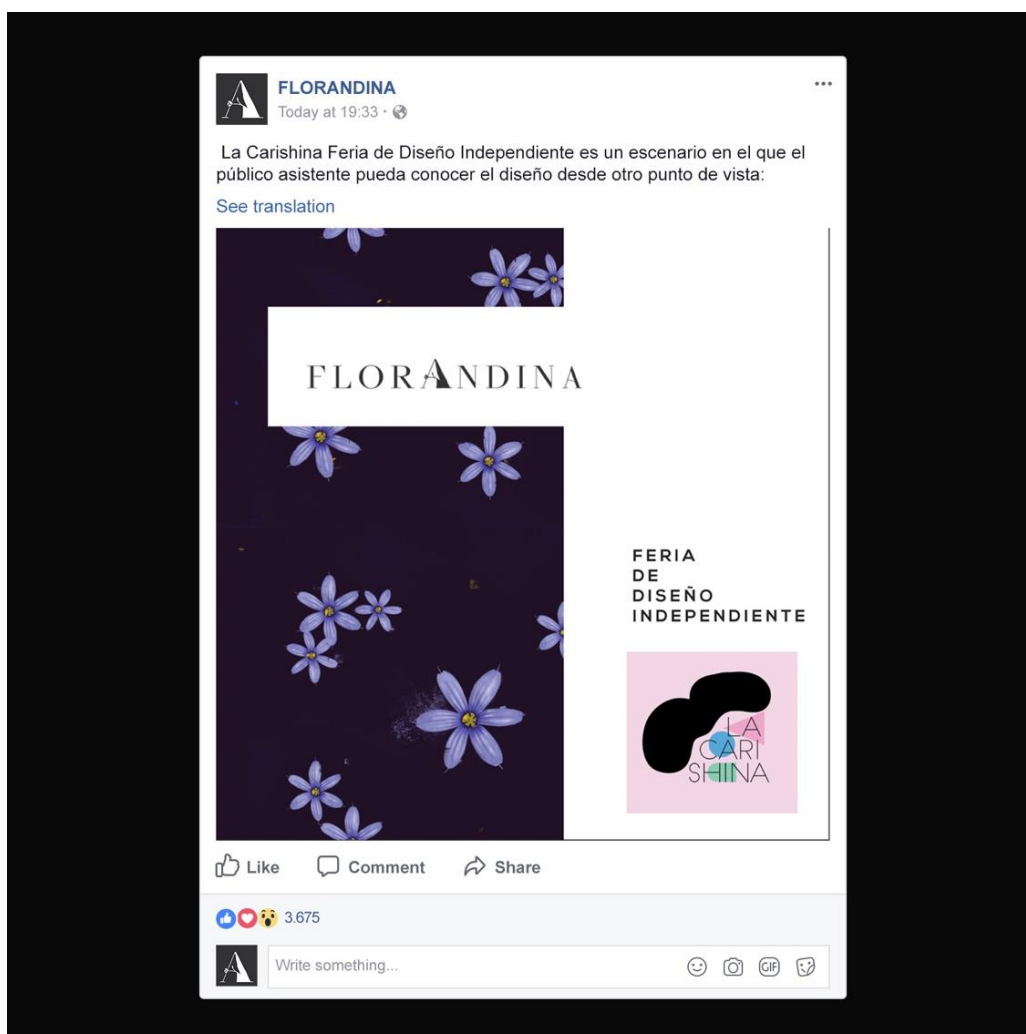 FLORANDINA
Today at 19:33 ·
La Carishina Feria de Diseño Independiente es un escenario en el que el
público asistente pueda conocer el diseño desde otro punto de vista:
See translation
FLORANDINA
FERIA
DE
DISEÑO
INDEPENDIENTE
LA
CARI
SHINA
Like Comment Share
3.675
Write something...
GIF